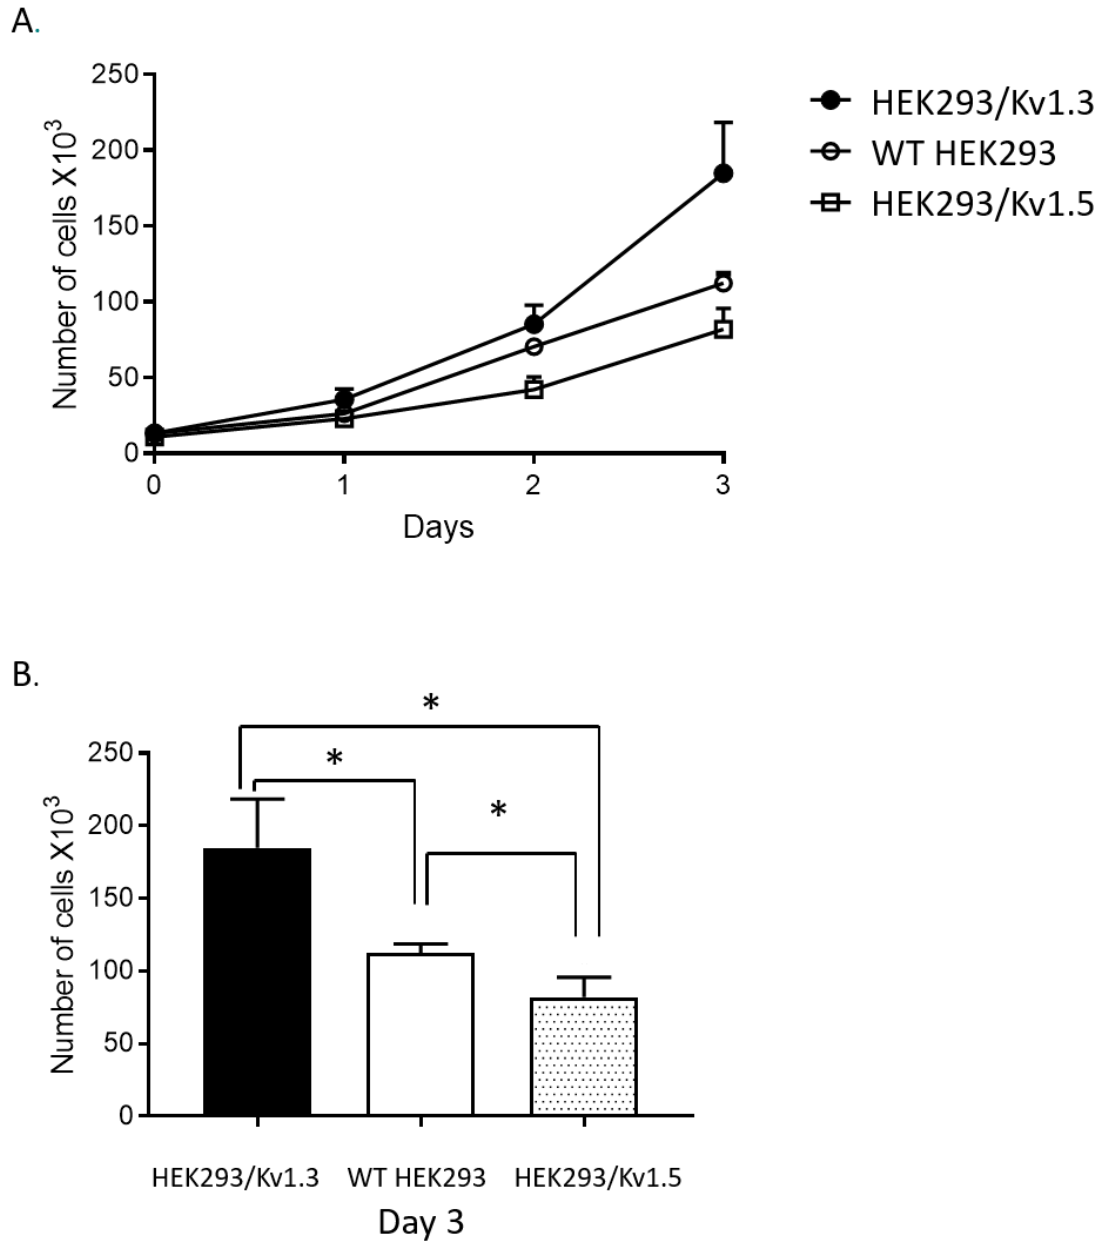 A.
250
200
150
100
50
0
Number of cells X10³
0 1 2 3
Days
HEK293/Kv1.3
WT HEK293
HEK293/Kv1.5
B.
*
*
*
250
200
150
100
50
0
Number of cells X10³
HEK293/Kv1.3 WT HEK293 HEK293/Kv1.5
Day 3